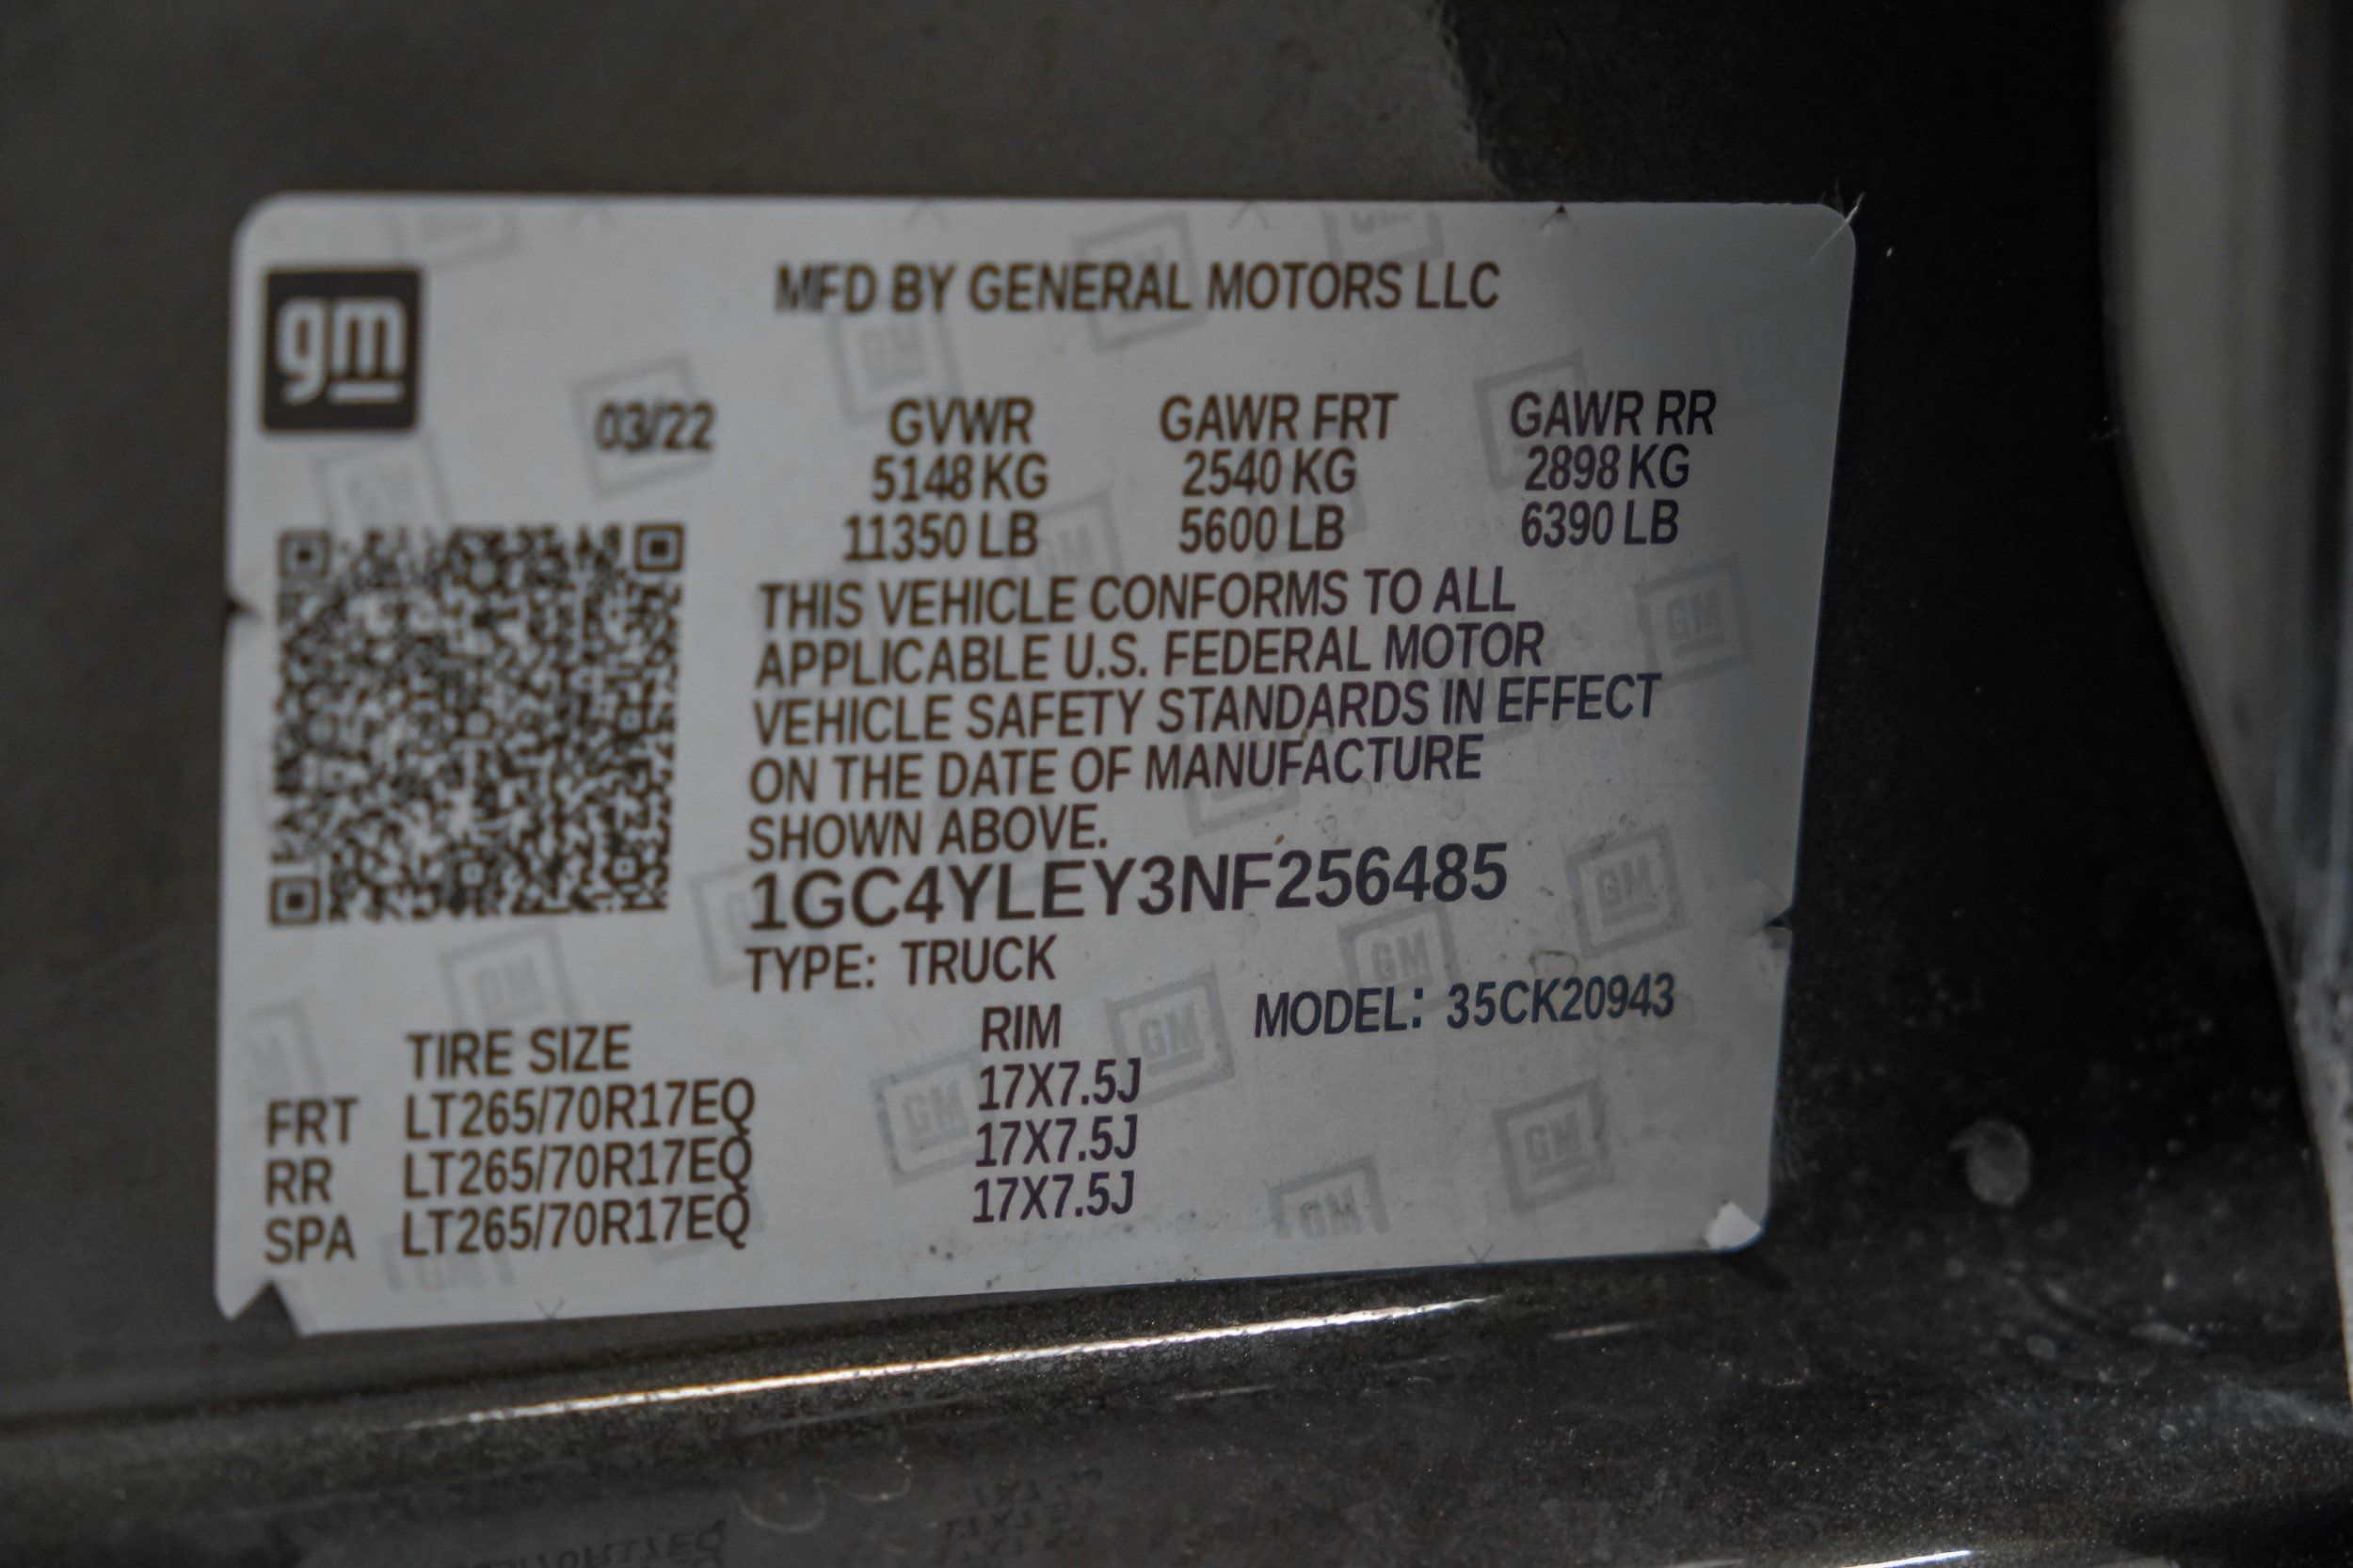 gm
MFD BY GENERAL MOTORS LLC
03/22
GVWR GAWR FRT GAWR RR
5148 KG 2540 KG 2898 KG
11350 LB 5600 LB 6390 LB
THIS VEHICLE CONFORMS TO ALL
APPLICABLE U.S. FEDERAL MOTOR
VEHICLE SAFETY STANDARDS IN EFFECT
ON THE DATE OF MANUFACTURE
SHOWN ABOVE.
1GC4YLEY3NF256485
TYPE: TRUCK
MODEL: 35CK20943
TIRE SIZE RIM
FRT LT265/70R17EQ 17X7.5J
RR LT265/70R17EQ 17X7.5J
SPA LT265/70R17EQ 17X7.5J